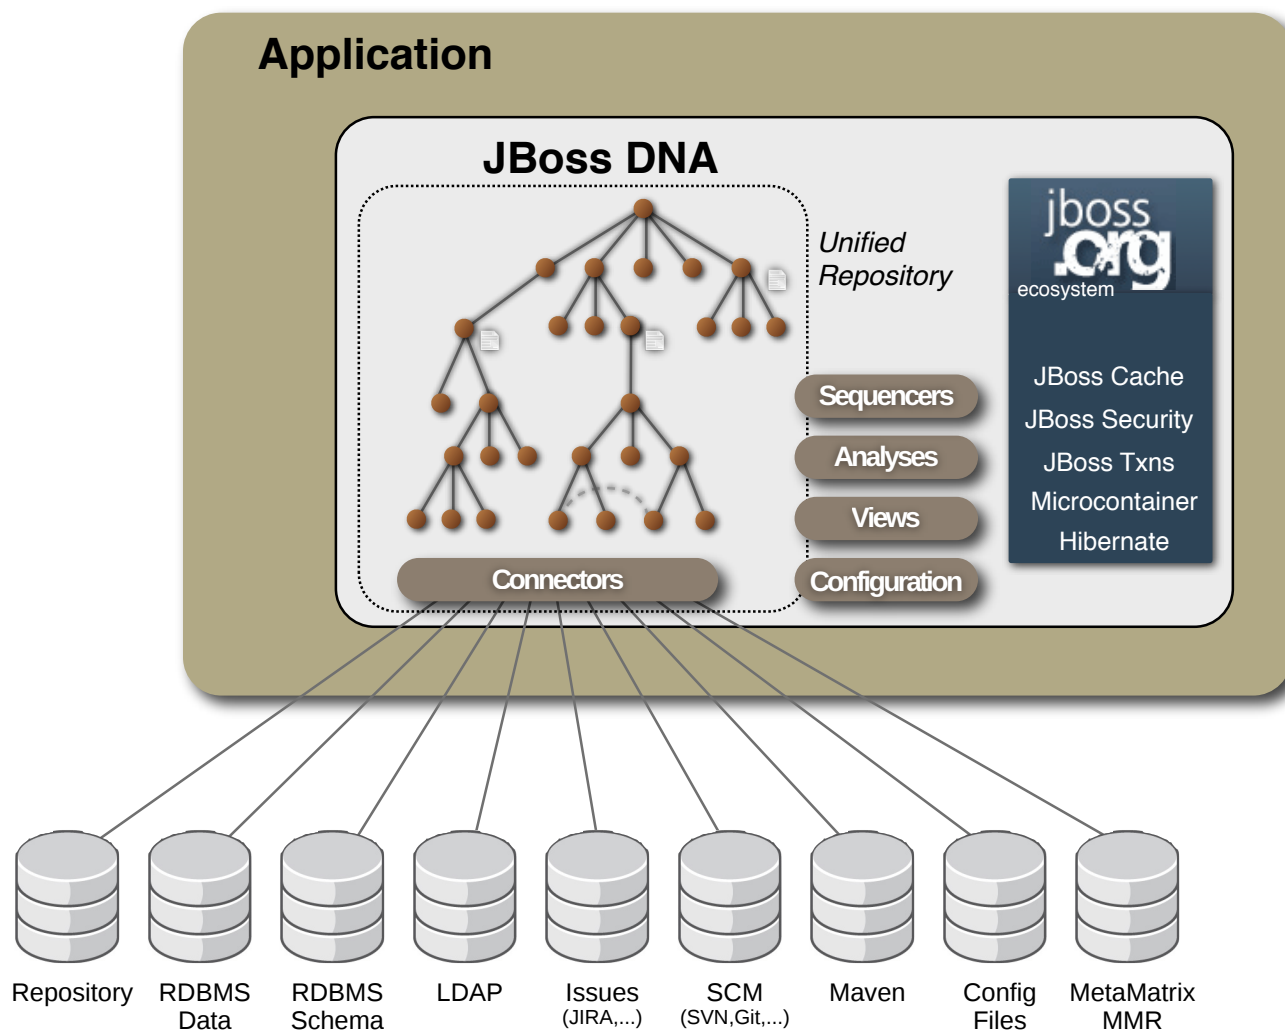 Application
JBoss DNA
Unified
Repository
jboss
.org
ecosystem
JBoss Cache
JBoss Security
JBoss Txns
Microcontainer
Hibernate
Sequencers
Analyses
Views
Configuration
Connectors
Repository
RDBMS
Data
RDBMS
Schema
LDAP
Issues
(JIRA,...)
SCM
(SVN,Git,...)
Maven
Config
Files
MetaMatrix
MMR